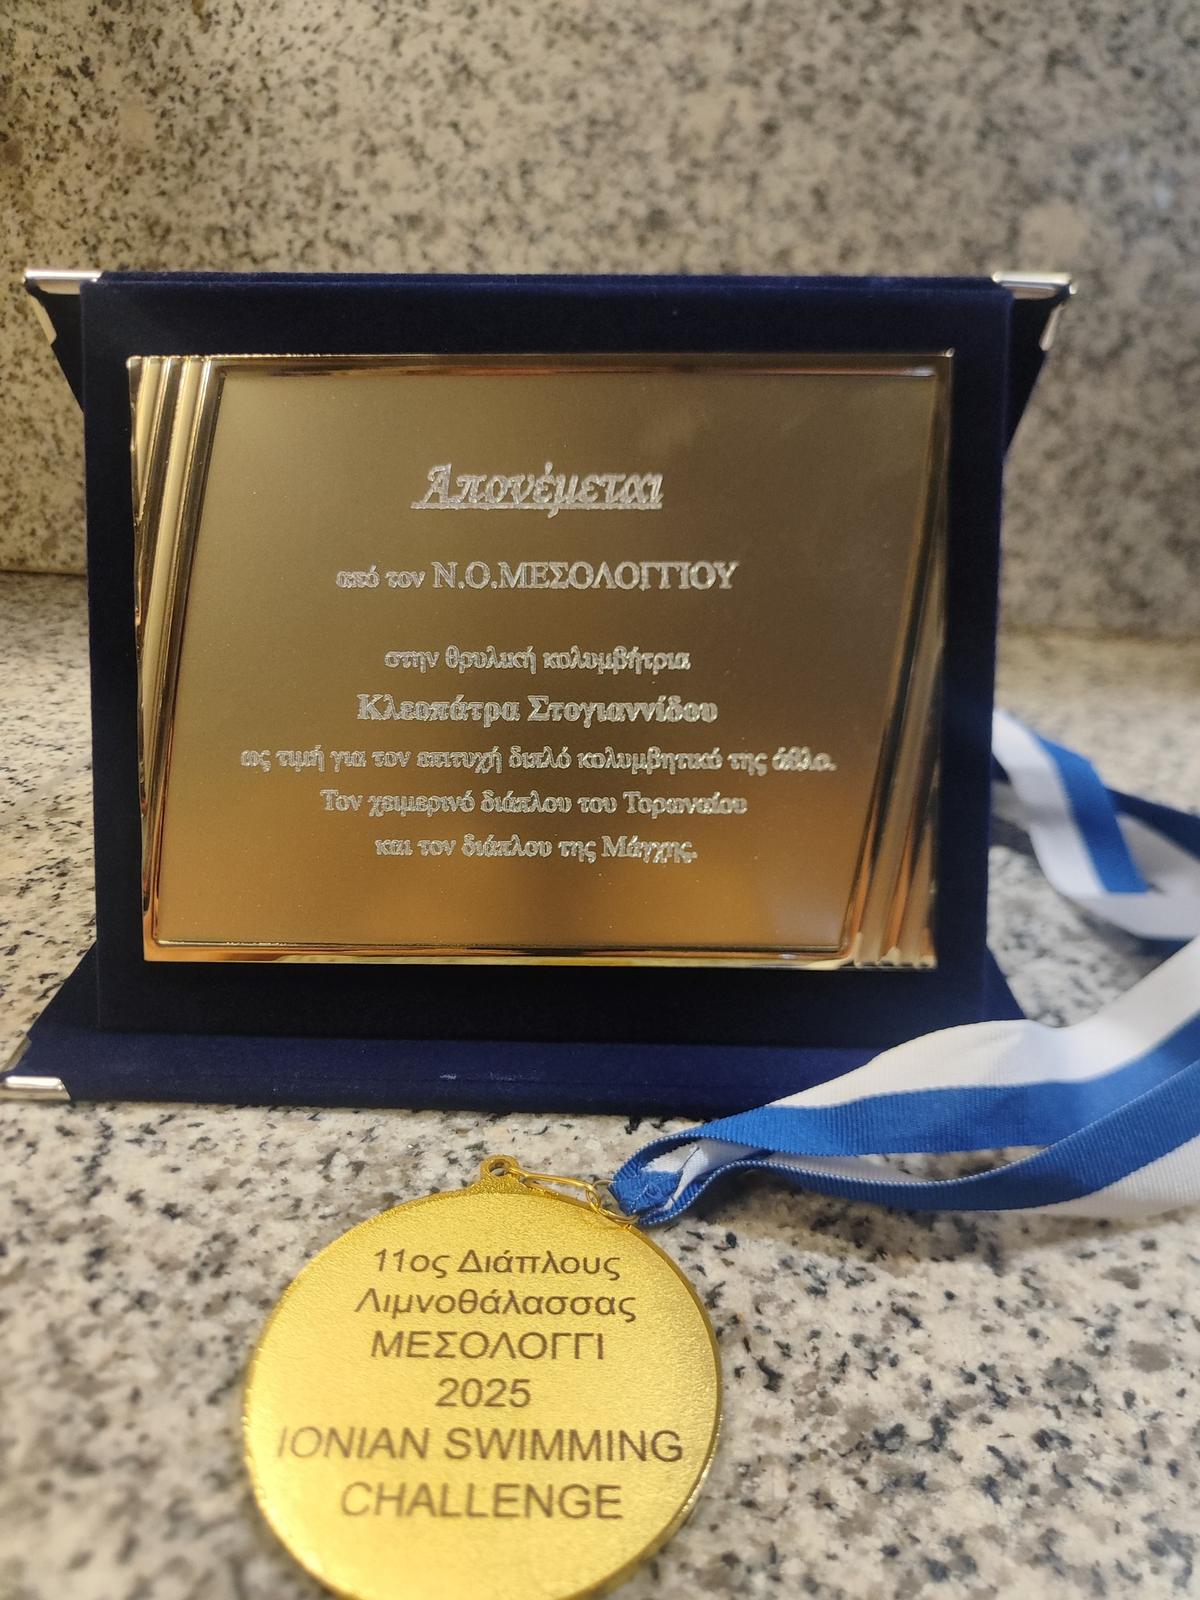 Απονέμεται
από τον Ν.Ο.ΜΕΣΟΛΟΓΓΙΟΥ
στην θρυλική κολυμβήτρια
Κλεοπάτρα Στογιαννίδου
ως τιμή για τον επιτυχή διπλό κολυμβητικό της άθλο.
Τον χειμερινό διάπλου του Τορωναίου
και τον διάπλου της Μάγχης.
11ος Διάπλους
Λιμνοθάλασσας
ΜΕΣΟΛΟΓΓΙ
2025
IONIAN SWIMMING
CHALLENGE